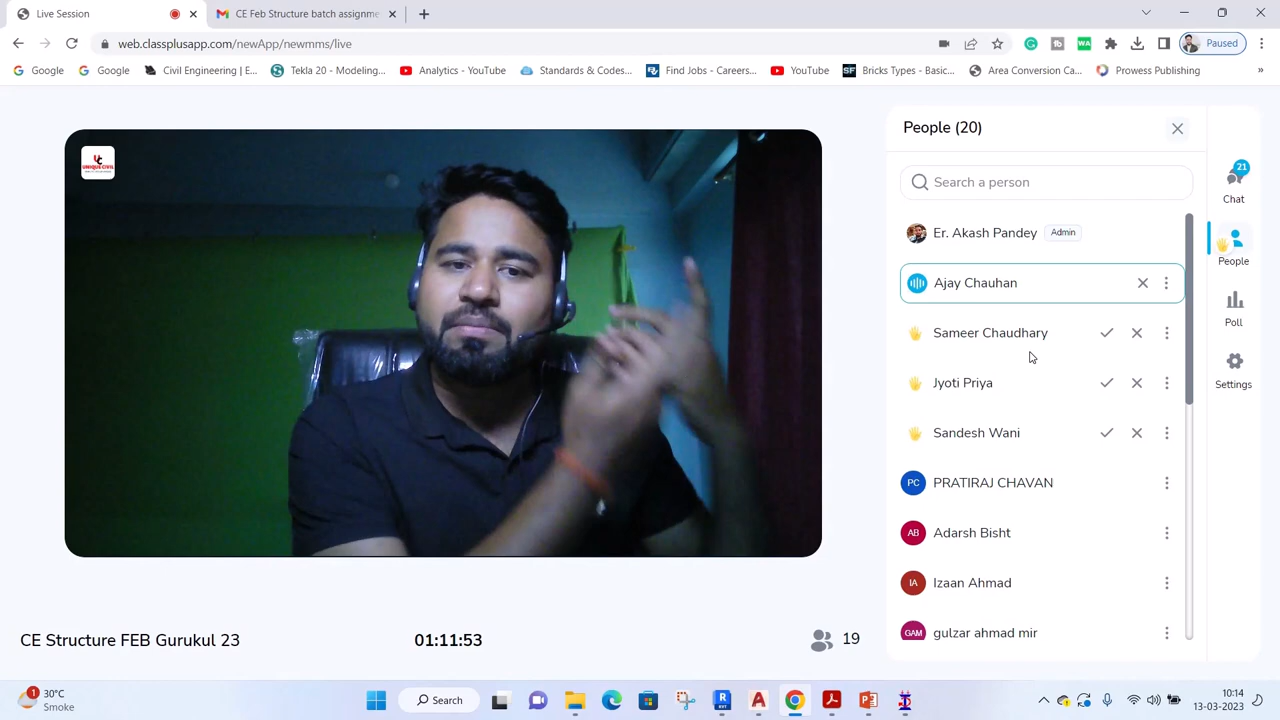 Live Session
CE Feb Structure batch assignme
web.classplusapp.com/newApp/newmms/live
Paused
Google
Google
Civil Engineering | E...
Tekla 20 - Modeling...
Analytics - YouTube
Standards & Codes...
Find Jobs - Careers...
YouTube
Bricks Types - Basic...
Area Conversion Ca...
Prowess Publishing
»
UC
UNIQUE CIVIL
People (20)
Search a person
Er. Akash Pandey Admin
Ajay Chauhan
Sameer Chaudhary
Jyoti Priya
Sandesh Wani
PC PRATIRAJ CHAVAN
AB Adarsh Bisht
IA Izaan Ahmad
GAM gulzar ahmad mir
21
Chat
People
Poll
Settings
CE Structure FEB Gurukul 23
01:11:53
19
1
30°C
Smoke
Search
10:14
13-03-2023